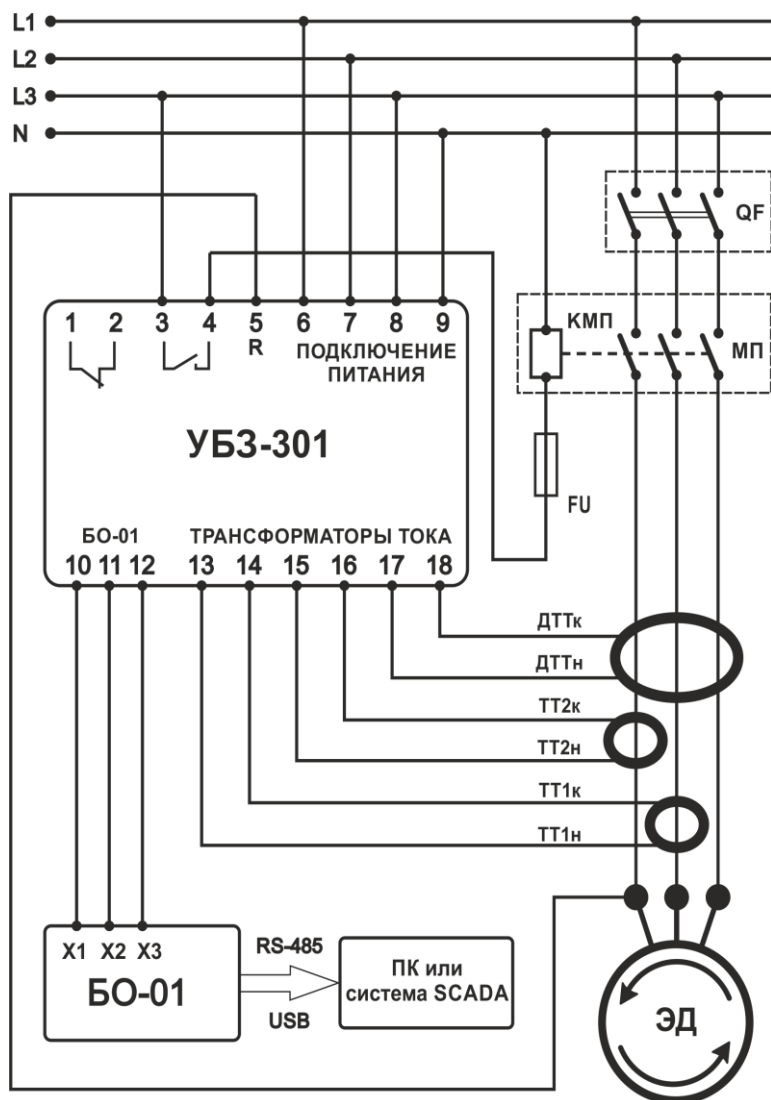 L1
L2
L3
N
QF
1 2 3 4 5 6 7 8 9
R
ПОДКЛЮЧЕНИЕ
ПИТАНИЯ
КМП
МП
УБЗ-301
FU
БО-01
ТРАНСФОРМАТОРЫ ТОКА
10 11 12 13 14 15 16 17 18
ДТТк
ДТТн
ТТ2к
ТТ2н
ТТ1к
ТТ1н
X1 X2 X3
БО-01
RS-485
USB
ПК или
система SCADA
ЭД